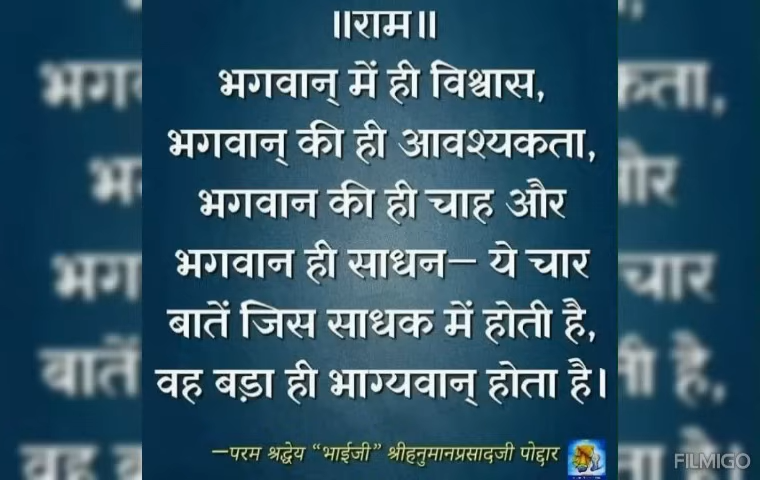 ॥राम॥
भगवान् में ही विश्वास,
भगवान् की ही आवश्यकता,
भगवान की ही चाह और
भगवान ही साधन— ये चार
बातें जिस साधक में होती है,
वह बड़ा ही भाग्यवान् होता है।
—परम श्रद्धेय “भाईजी” श्रीहनुमानप्रसादजी पोद्दार
FILMIGO